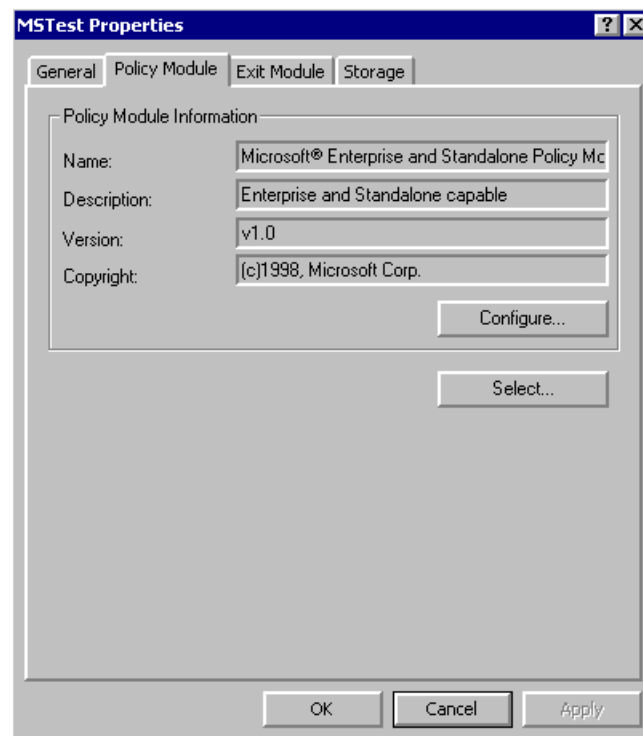 MSTest Properties
General Policy Module Exit Module Storage
Policy Module Information
Name: Microsoft® Enterprise and Standalone Policy Mo
Description: Enterprise and Standalone capable
Version: v1.0
Copyright: (c)1998, Microsoft Corp.
Configure...
Select...
OK Cancel Apply